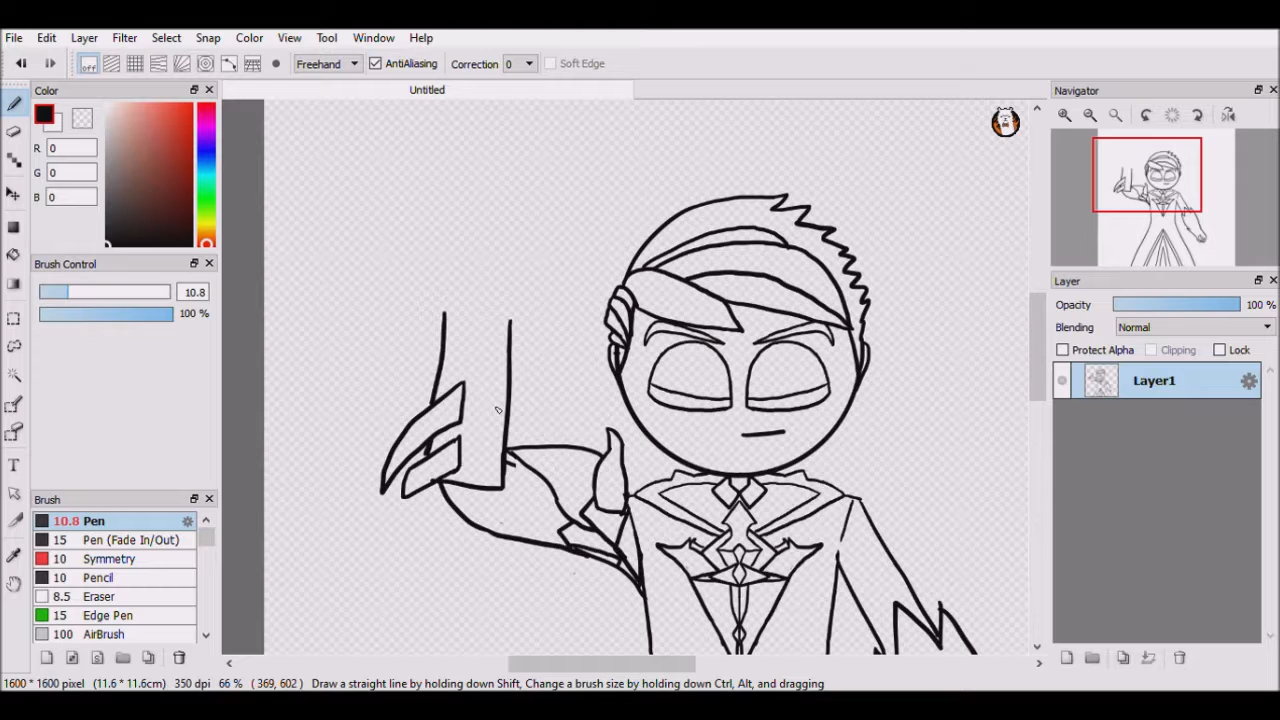 File Edit Layer Filter Select Snap Color View Tool Window Help
off Freehand AntiAliasing Correction 0 Soft Edge
Color
Untitled
Navigator
R 0
G 0
B 0
Brush Control
10.8
100 %
Layer
Opacity 100 %
Blending Normal
Protect Alpha Clipping Lock
Layer1
Brush
10.8 Pen
15 Pen (Fade In/Out)
10 Symmetry
10 Pencil
8.5 Eraser
15 Edge Pen
100 AirBrush
1600 * 1600 pixel (11.6 * 11.6cm) 350 dpi 66 % ( 369, 602 ) Draw a straight line by holding down Shift, Change a brush size by holding down Ctrl, Alt, and dragging